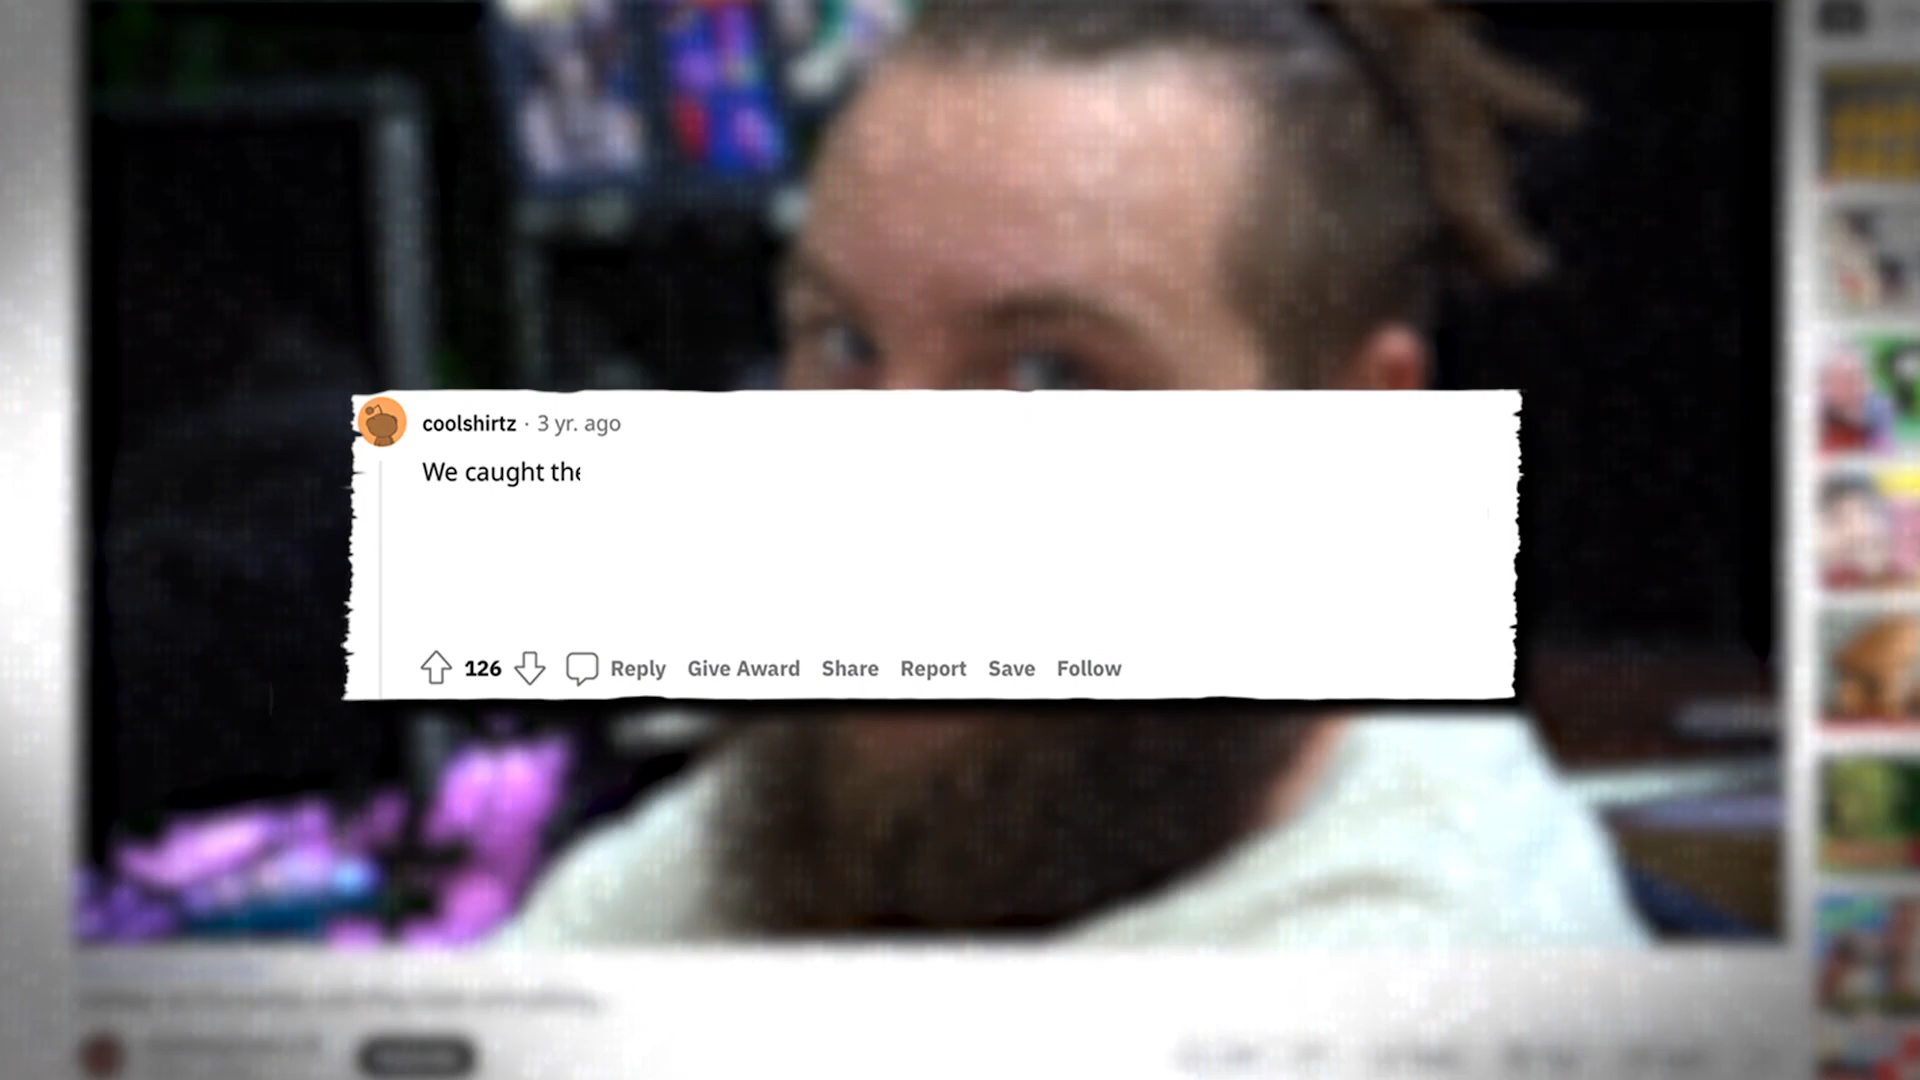 coolshirtz · 3 yr. ago
We caught the
126 Reply Give Award Share Report Save Follow